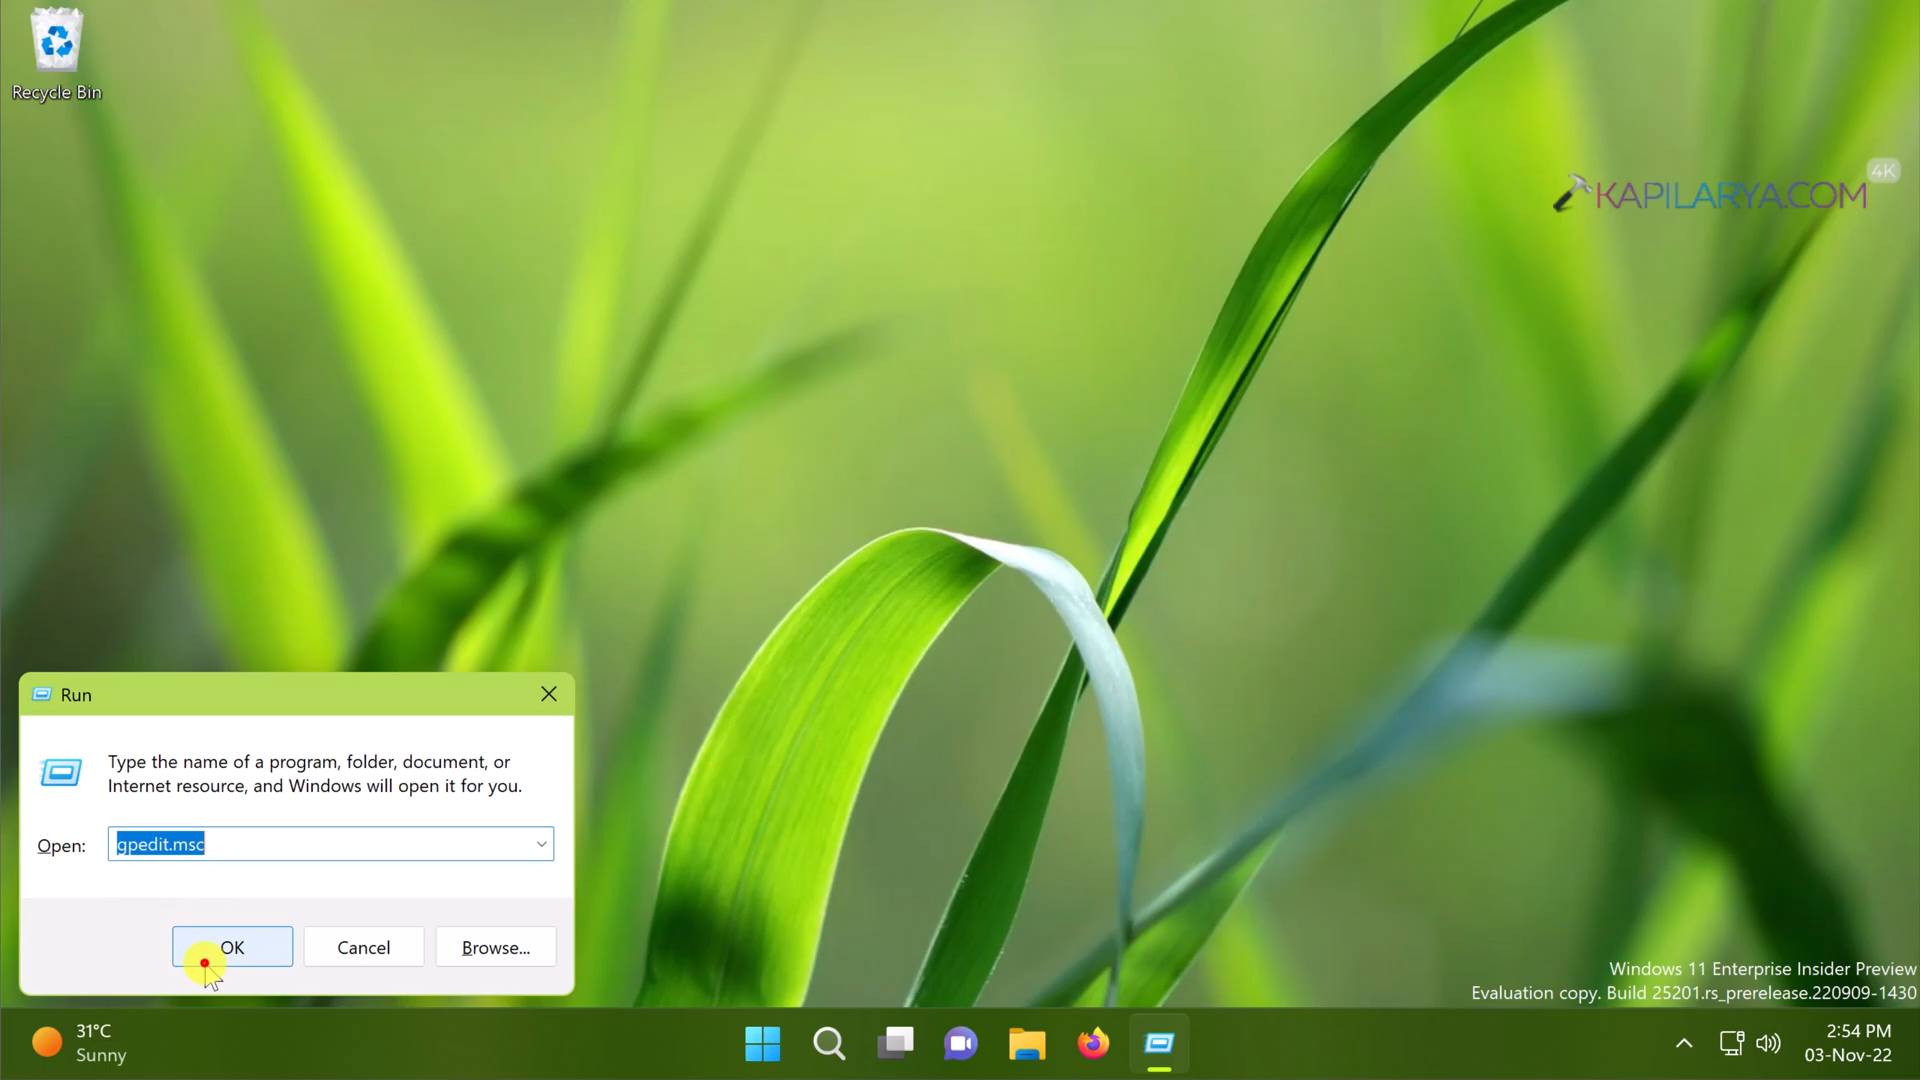 Recycle Bin
4K
KAPILARYA.COM
Run
Type the name of a program, folder, document, or
Internet resource, and Windows will open it for you.
Open:
gpedit.msc
OK
Cancel
Browse...
Windows 11 Enterprise Insider Preview
Evaluation copy. Build 25201.rs_prerelease.220909-1430
31°C
Sunny
2:54 PM
03-Nov-22